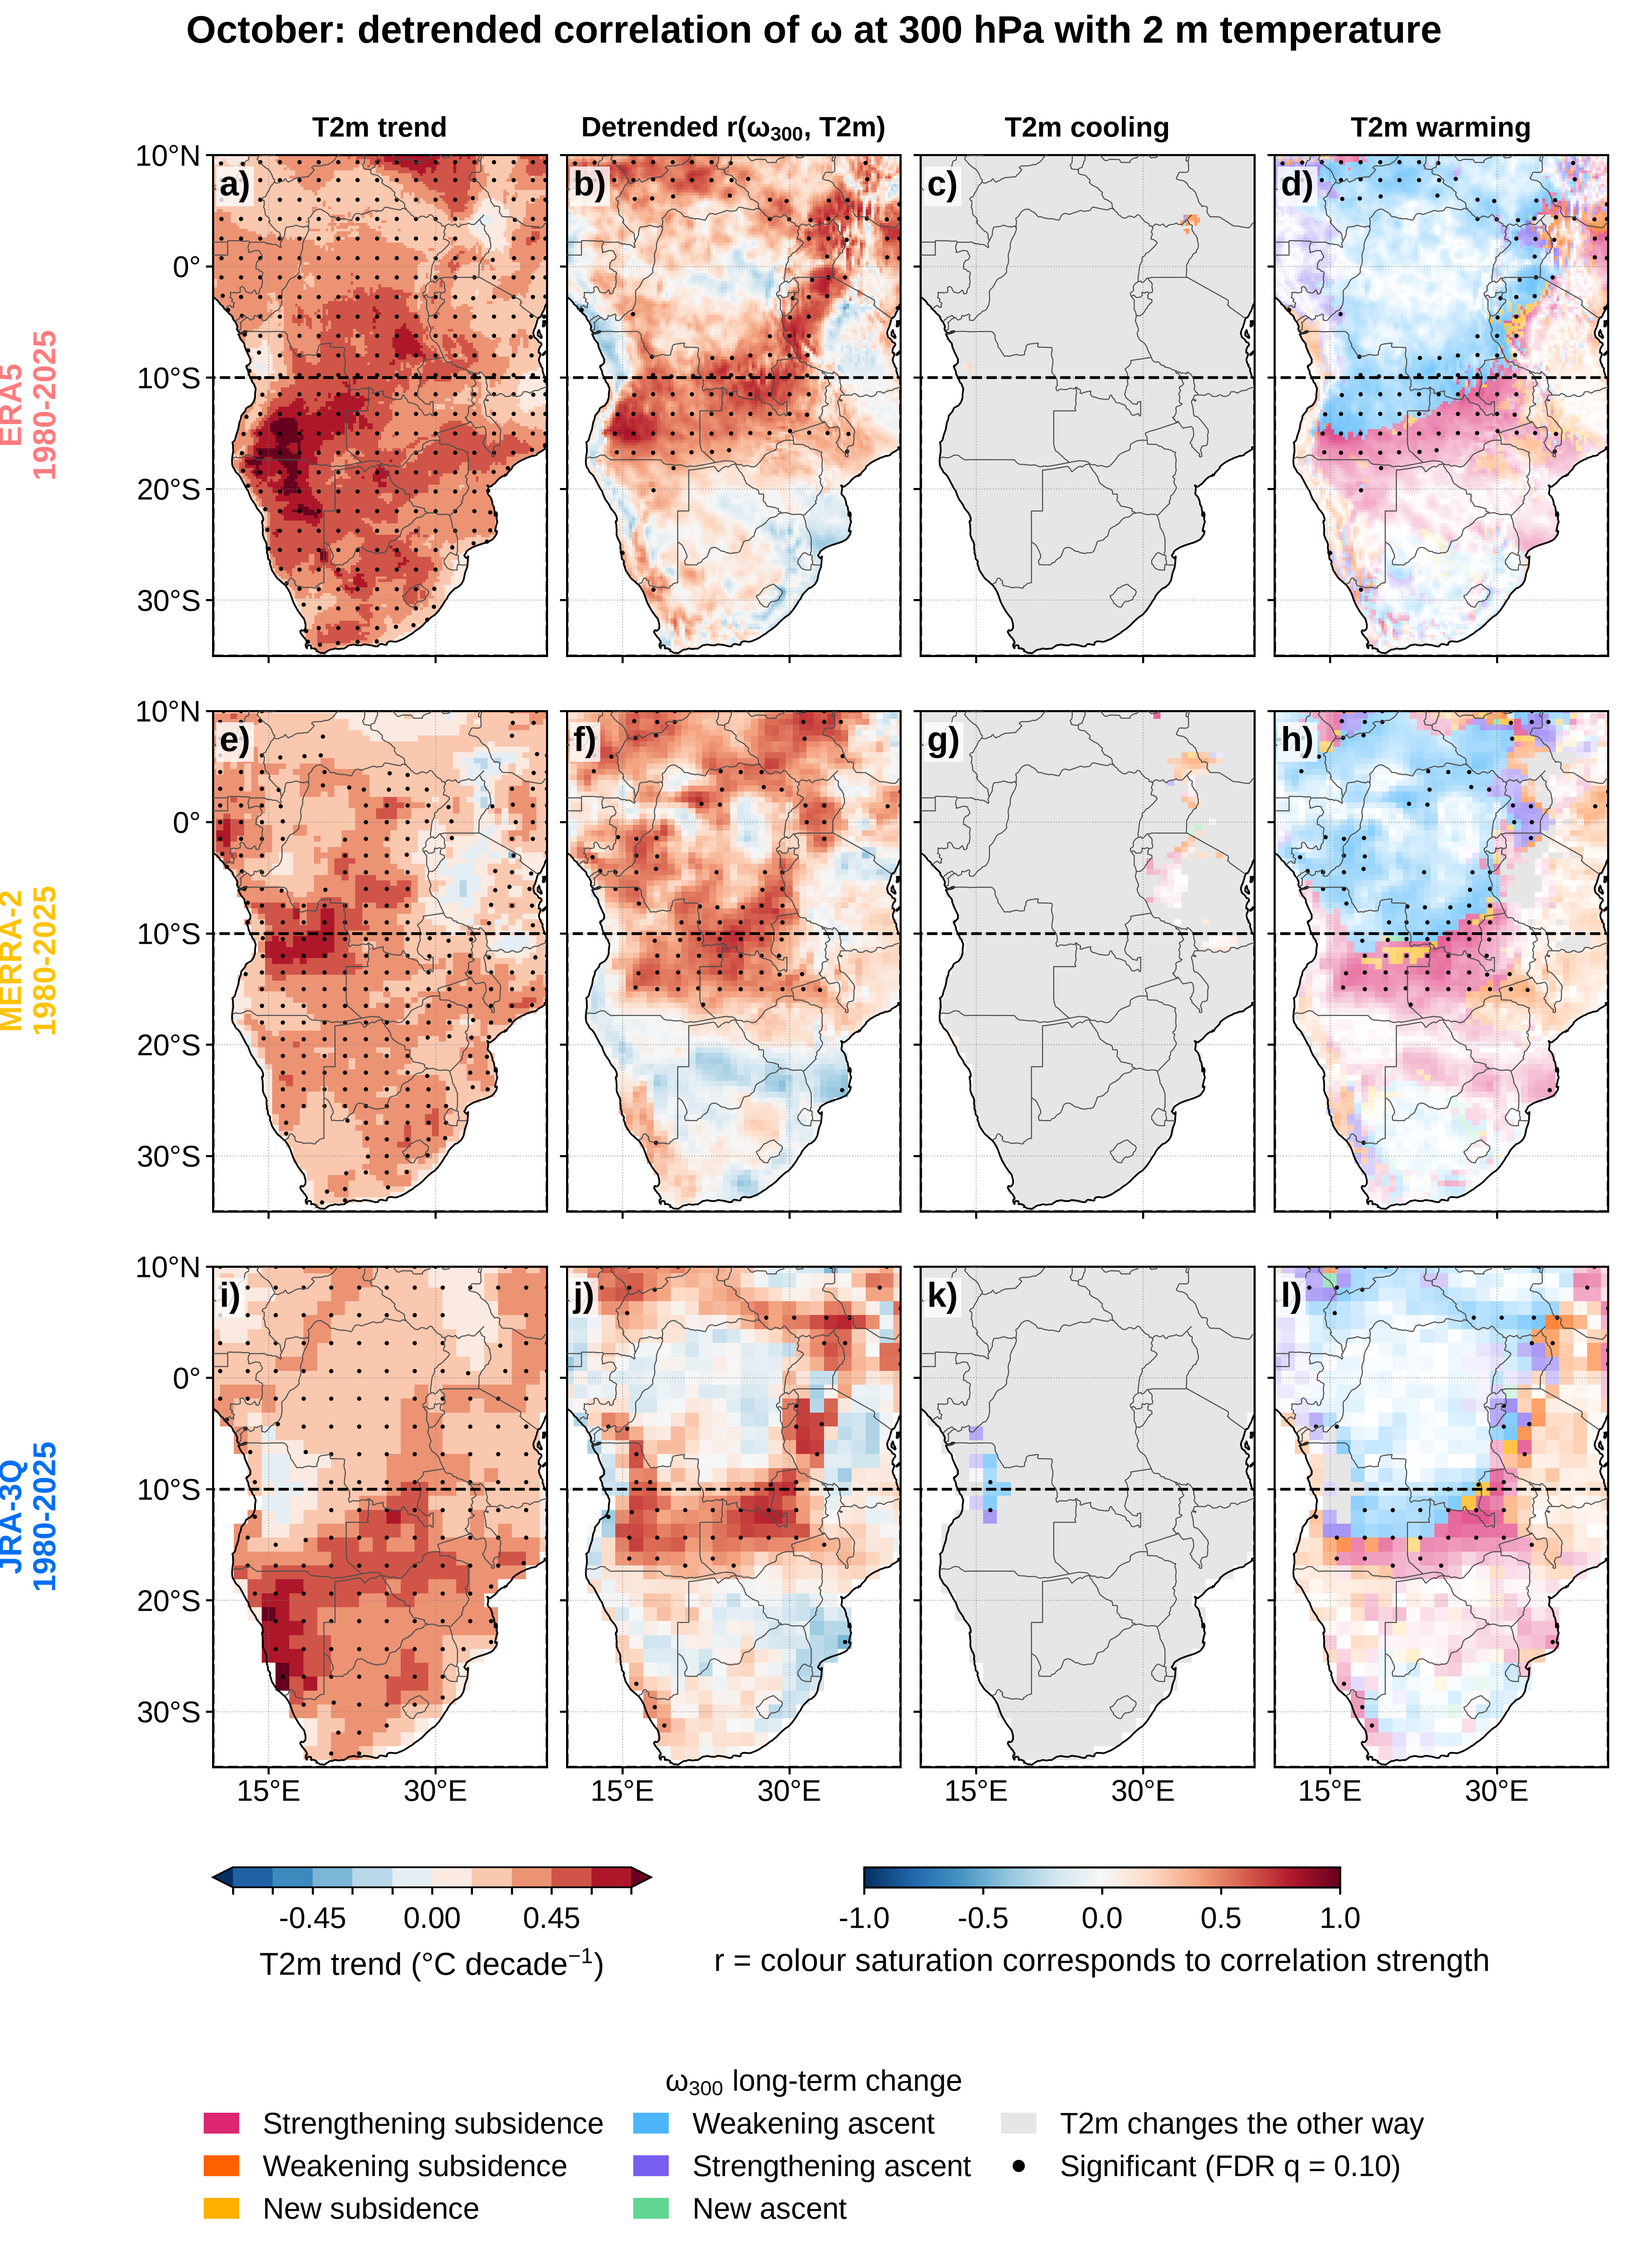 October: detrended correlation of ω at 300 hPa with 2 m temperature
T2m trend
Detrended r(ω₃₀₀, T2m)
T2m cooling
T2m warming
ERA5
1980-2025
10°N
0°
10°S
20°S
30°S
a)
b)
c)
d)
MERRA-2
1980-2025
10°N
0°
10°S
20°S
30°S
e)
f)
g)
h)
JRA-3Q
1980-2025
10°N
0°
10°S
20°S
30°S
i)
j)
k)
l)
15°E 30°E 15°E 30°E 15°E 30°E 15°E 30°E
-0.45 0.00 0.45
T2m trend (°C decade⁻¹)
-1.0 -0.5 0.0 0.5 1.0
r = colour saturation corresponds to correlation strength
ω₃₀₀ long-term change
Strengthening subsidence
Weakening subsidence
New subsidence
Weakening ascent
Strengthening ascent
New ascent
T2m changes the other way
Significant (FDR q = 0.10)